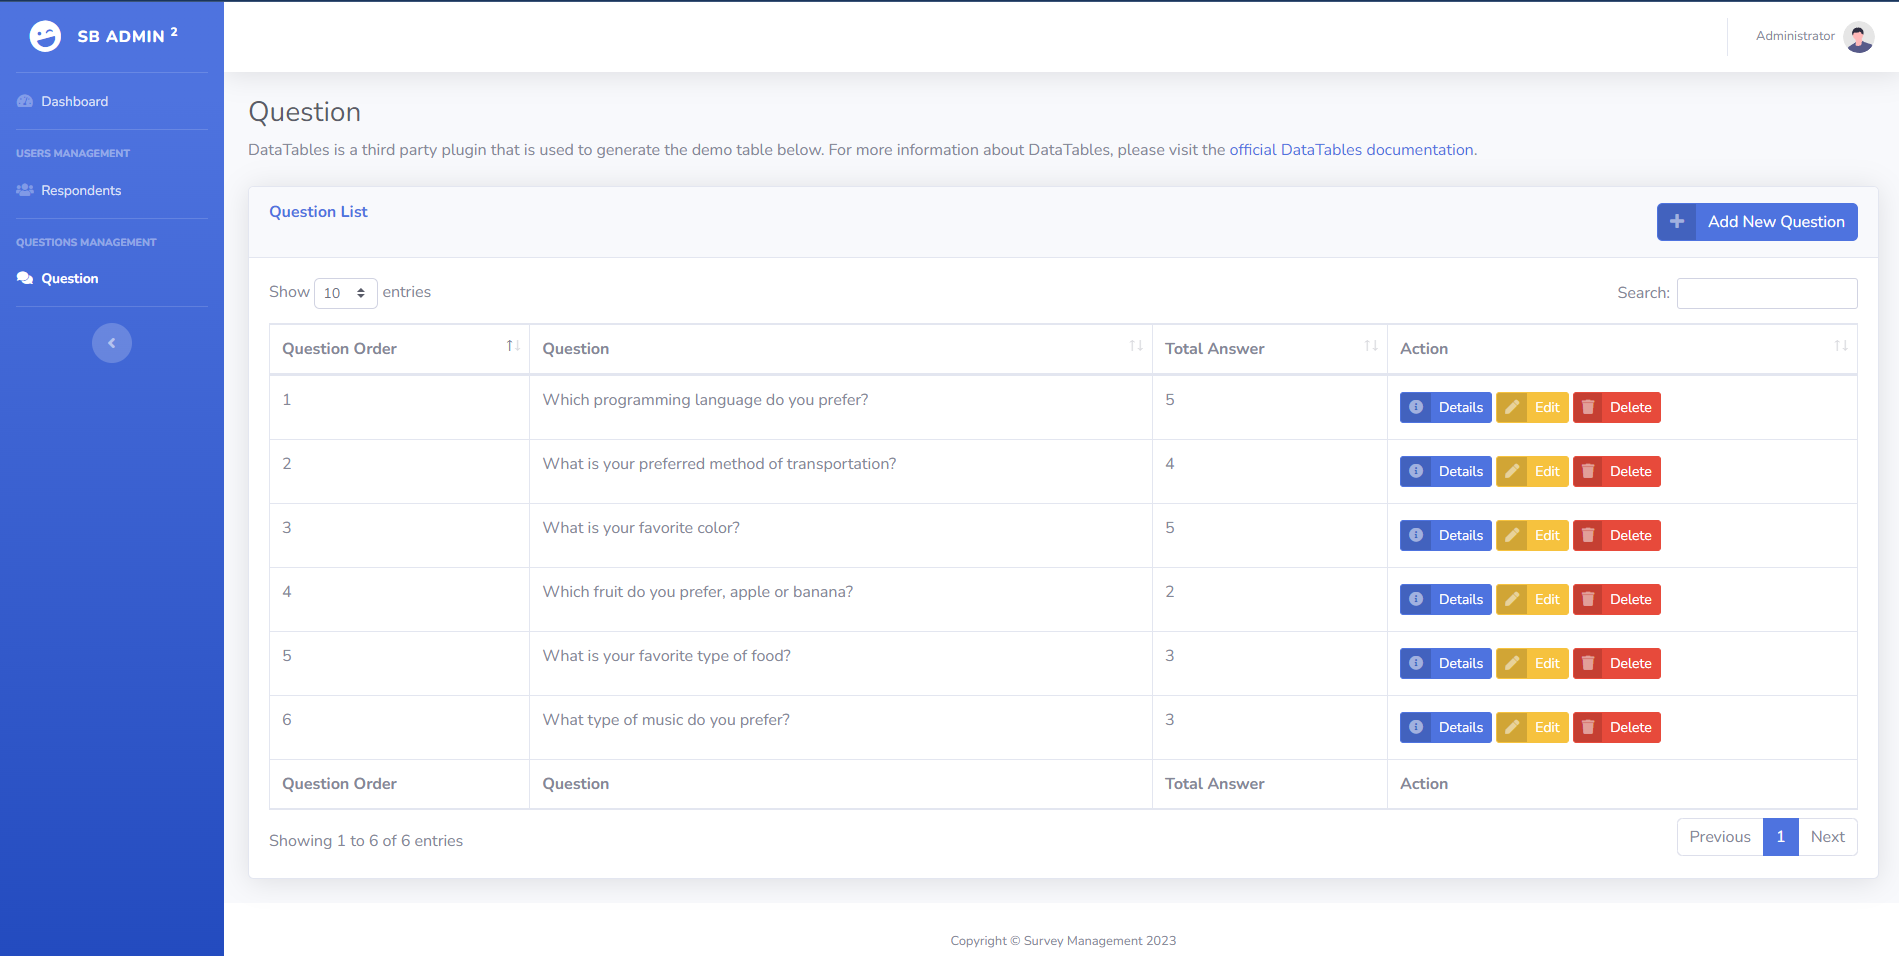 SB ADMIN 2
Administrator
Dashboard
USERS MANAGEMENT
Respondents
QUESTIONS MANAGEMENT
Question
Question
DataTables is a third party plugin that is used to generate the demo table below. For more information about DataTables, please visit the official DataTables documentation.
Question List
Add New Question
Show 10 entries
Search:
Question Order Question Total Answer Action
1 Which programming language do you prefer? 5 Details Edit Delete
2 What is your preferred method of transportation? 4 Details Edit Delete
3 What is your favorite color? 5 Details Edit Delete
4 Which fruit do you prefer, apple or banana? 2 Details Edit Delete
5 What is your favorite type of food? 3 Details Edit Delete
6 What type of music do you prefer? 3 Details Edit Delete
Question Order Question Total Answer Action
Showing 1 to 6 of 6 entries
Previous 1 Next
Copyright © Survey Management 2023